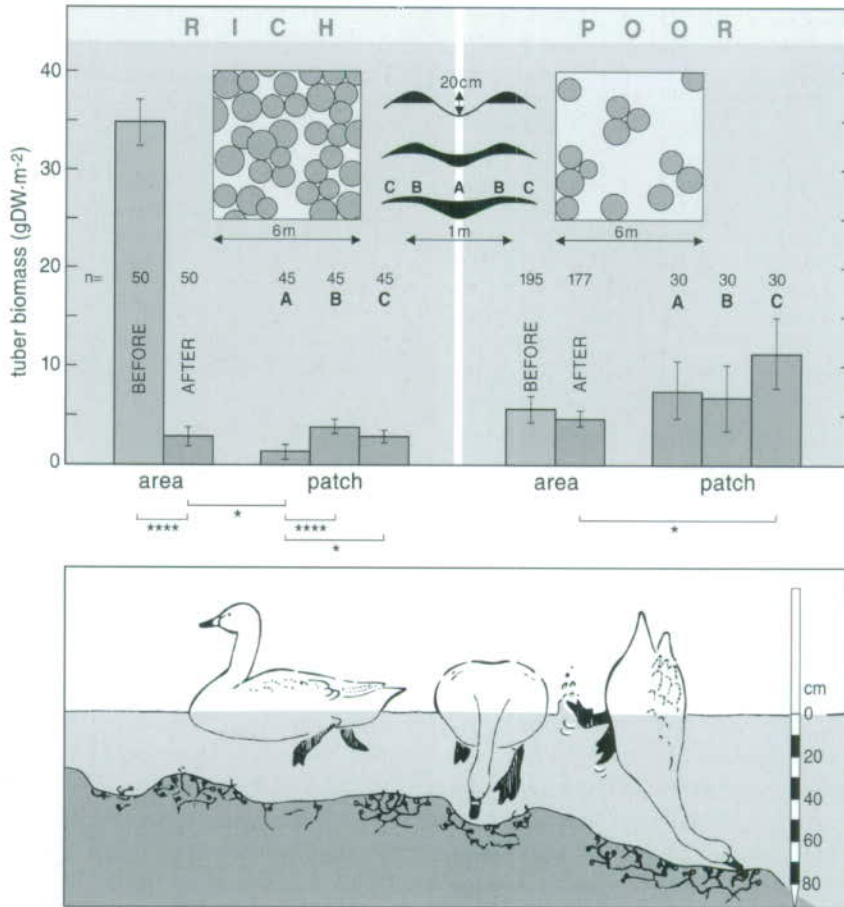 R I C H
P O O R
tuber biomass (gDW.m-2)
40
30
20
10
0
20cm
C B A B C
6m
1m
6m
n= 50 50 45 45 45
A B C
BEFORE
AFTER
195 177 30 30 30
A B C
BEFORE
AFTER
area patch area patch
**** * ****
*
*
cm
0
20
40
60
80